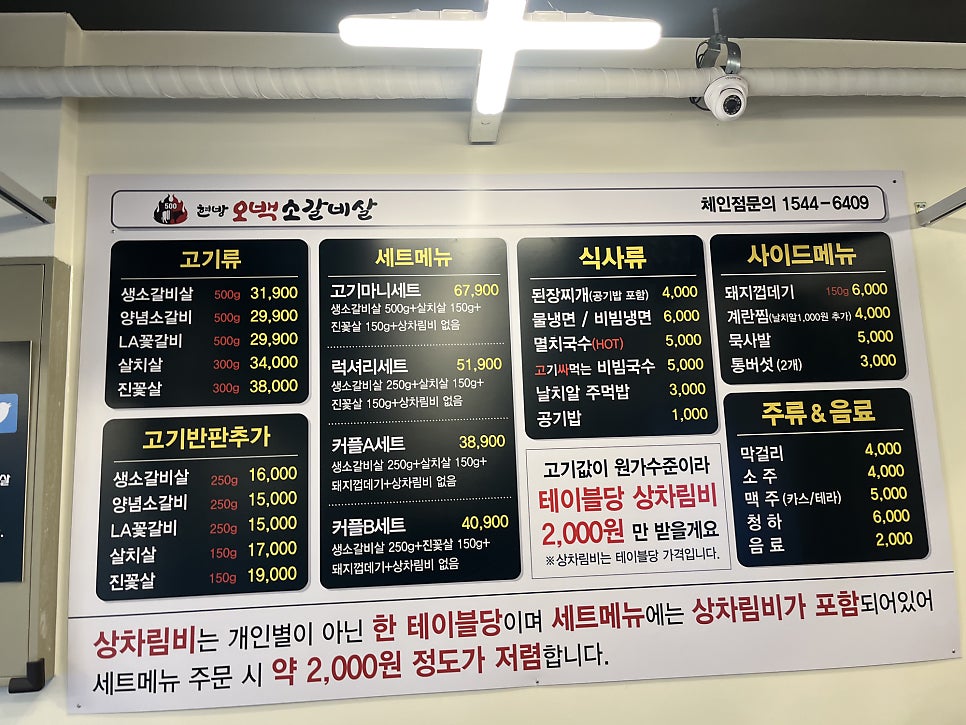 500 현방 오백소갈비살
체인점문의 1544-6409
고기류
생소갈비살 500g 31,900
양념소갈비 500g 29,900
LA꽃갈비 500g 29,900
살치살 300g 34,000
진꽃살 300g 38,000
고기반판추가
생소갈비살 250g 16,000
양념소갈비 250g 15,000
LA꽃갈비 250g 15,000
살치살 150g 17,000
진꽃살 150g 19,000
세트메뉴
고기마니세트 67,900
생소갈비살 500g+살치살 150g+
진꽃살 150g+상차림비 없음
럭셔리세트 51,900
생소갈비살 250g+살치살 150g+
진꽃살 150g+상차림비 없음
커플A세트 38,900
생소갈비살 250g+살치살 150g+
돼지껍데기+상차림비 없음
커플B세트 40,900
생소갈비살 250g+진꽃살 150g+
돼지껍데기+상차림비 없음
식사류
된장찌개(공기밥 포함) 4,000
물냉면 / 비빔냉면 6,000
멸치국수(HOT) 5,000
고기싸먹는 비빔국수 5,000
날치알 주먹밥 3,000
공기밥 1,000
고기값이 원가수준이라
테이블당 상차림비
2,000원 만 받을게요
※상차림비는 테이블당 가격입니다.
사이드메뉴
돼지껍데기 150g 6,000
계란찜(날치알1,000원 추가) 4,000
묵사발 5,000
통버섯 (2개) 3,000
주류&음료
막걸리 4,000
소주 4,000
맥주(카스/테라) 5,000
청하 6,000
음료 2,000
상차림비는 개인별이 아닌 한 테이블당이며 세트메뉴에는 상차림비가 포함되어있어
세트메뉴 주문 시 약 2,000원 정도가 저렴합니다.
살